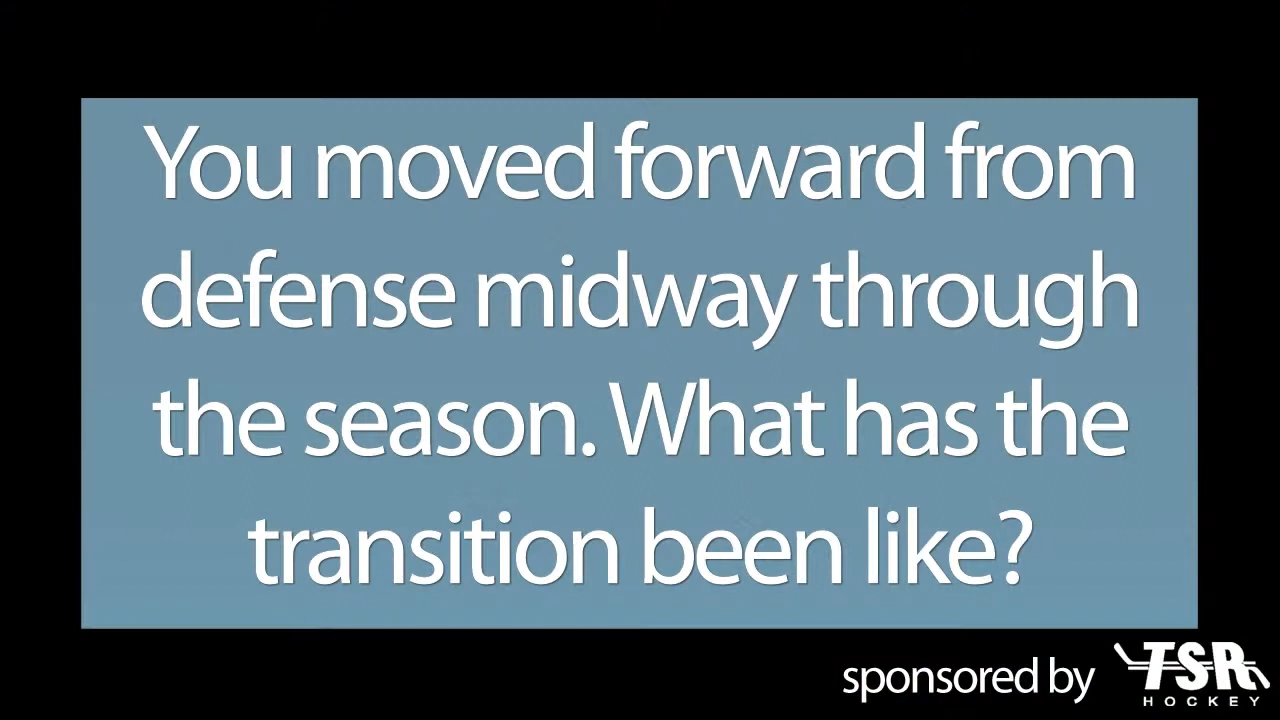 You moved forward from
defense midway through
the season. What has the
transition been like?
sponsored by TSR
HOCKEY